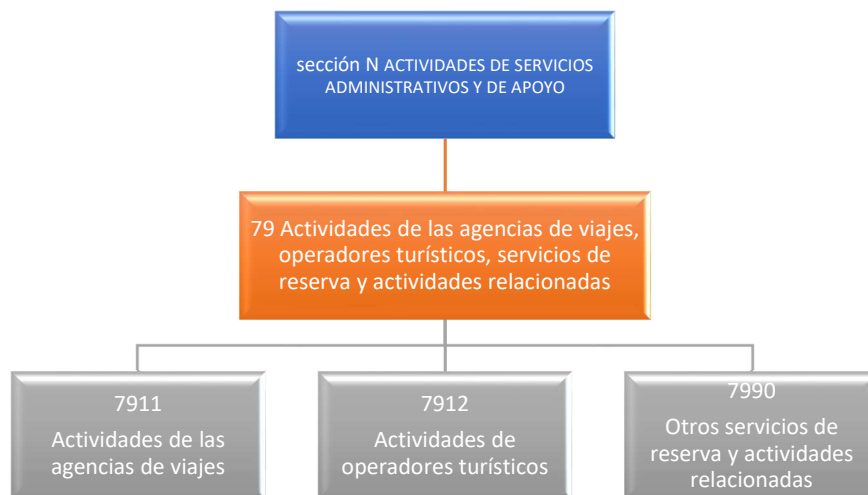 sección N ACTIVIDADES DE SERVICIOS
ADMINISTRATIVOS Y DE APOYO
79 Actividades de las agencias de viajes,
operadores turísticos, servicios de
reserva y actividades relacionadas
7911
Actividades de las
agencias de viajes
7912
Actividades de
operadores turísticos
7990
Otros servicios de
reserva y actividades
relacionadas